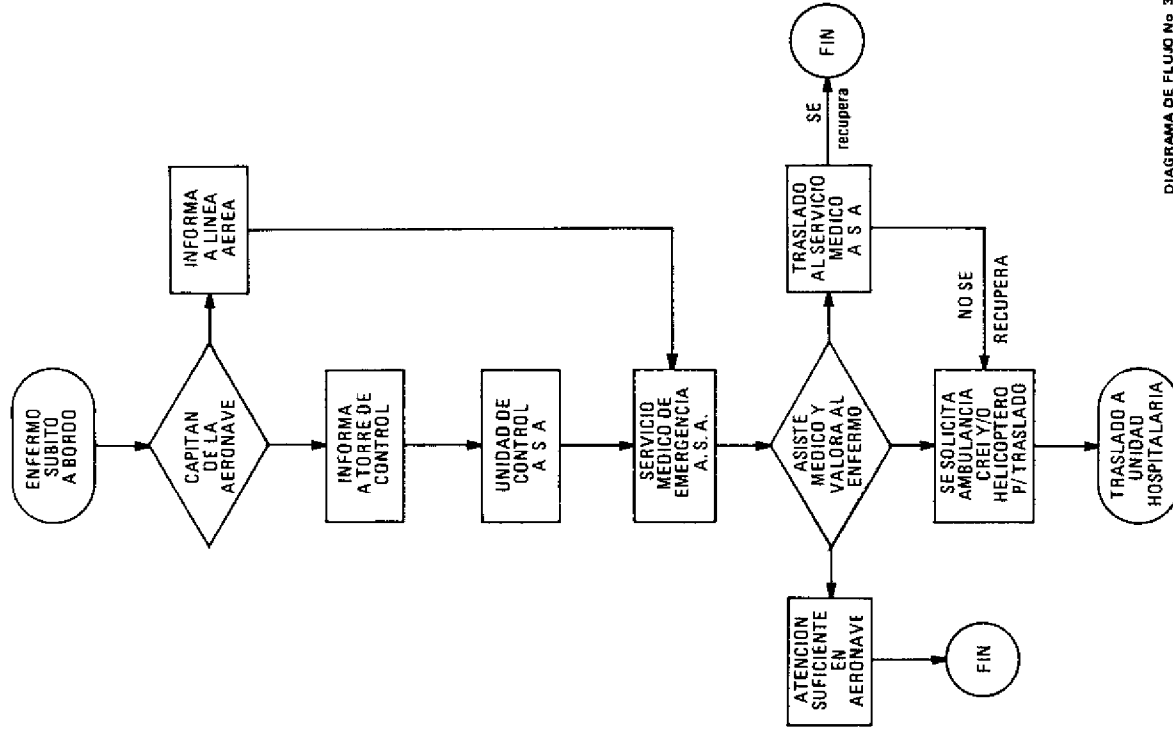 ENFERMO
SUBITO
A BORDO
CAPITAN
DE LA
AERONAVE
INFORMA
A LINEA
AEREA
INFORMA
A TORRE DE
CONTROL
UNIDAD DE
CONTROL
A S A
SERVICIO
MEDICO DE
EMERGENCIA
A. S. A.
ASISTE
MEDICO Y
VALORA AL
ENFERMO
TRASLADO
AL SERVICIO
MEDICO
A S A
SE
recupera
FIN
NO SE
RECUPERA
ATENCION
SUFICIENTE
EN
AERONAVE
FIN
SE SOLICITA
AMBULANCIA
CREI Y/O
HELICOPTERO
P/ TRASLADO
TRASLADO A
UNIDAD
HOSPITALARIA
DIAGRAMA DE FLUJO No 3